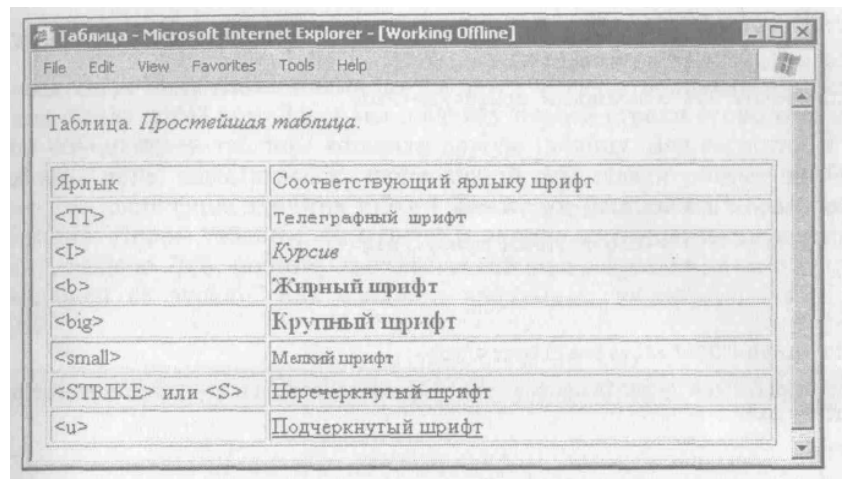 Таблица - Microsoft Internet Explorer - [Working Offline]
File Edit View Favorites Tools Help
Таблица. Простейшая таблица.
Ярлык Соответствующий ярлыку шрифт
<TT> Телеграфный шрифт
<I> Курсив
<b> Жирный шрифт
<big> Крупный шрифт
<small> Мелкий шрифт
<STRIKE> или <S> Перечеркнутый шрифт
<u> Подчеркнутый шрифт